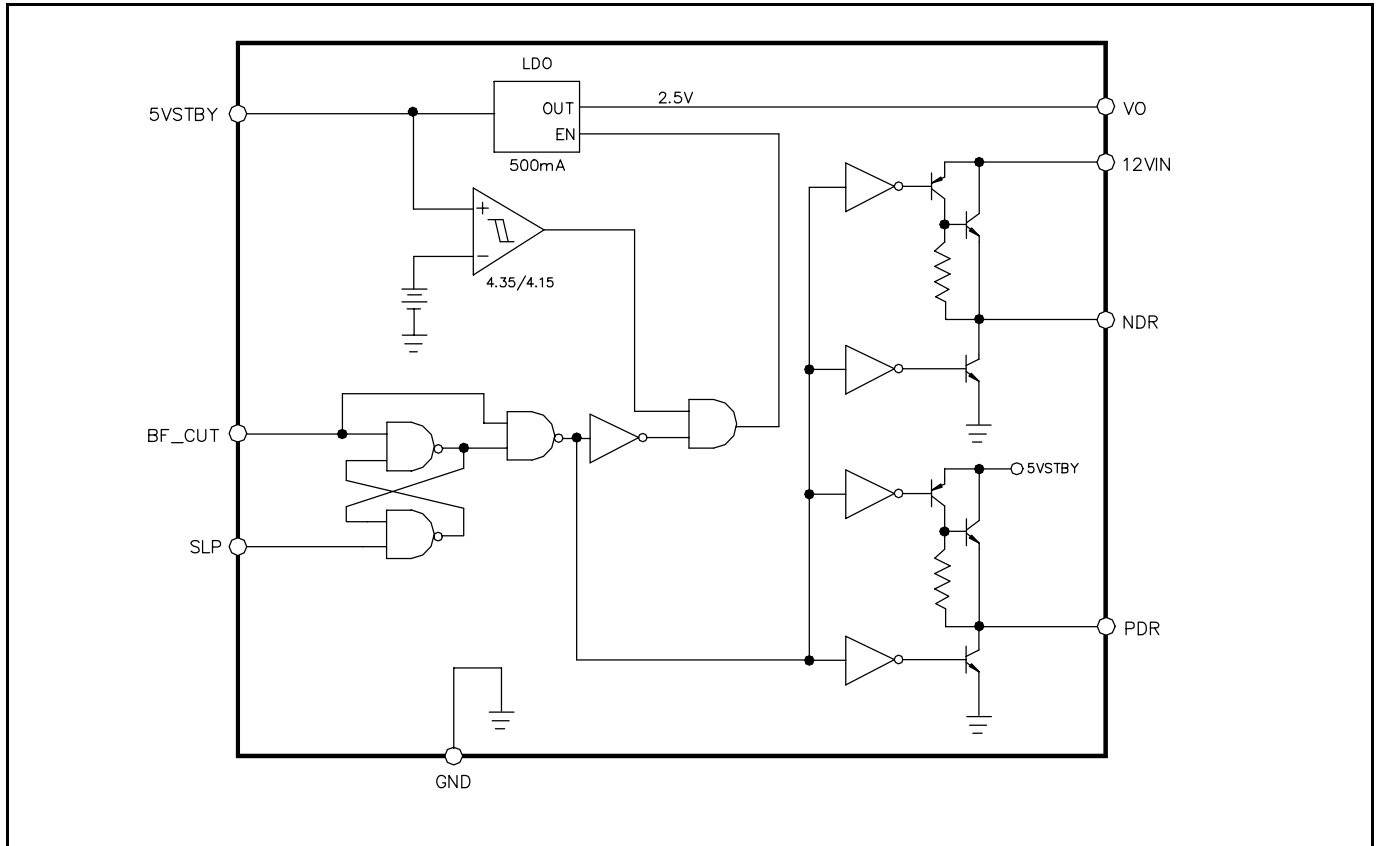 LDO
5VSTBY
OUT
2.5V
VO
EN
500mA
12VIN
+
−
4.35/4.15
NDR
BF_CUT
5VSTBY
SLP
PDR
GND